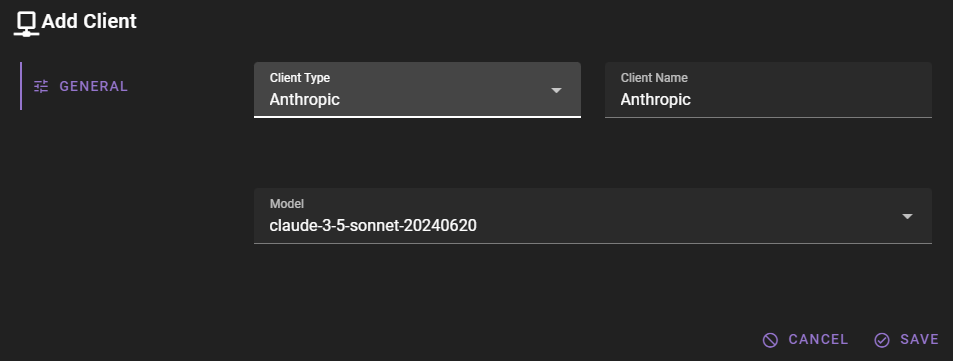 Add Client
GENERAL
Client Type
Anthropic
Client Name
Anthropic
Model
claude-3-5-sonnet-20240620
CANCEL
SAVE